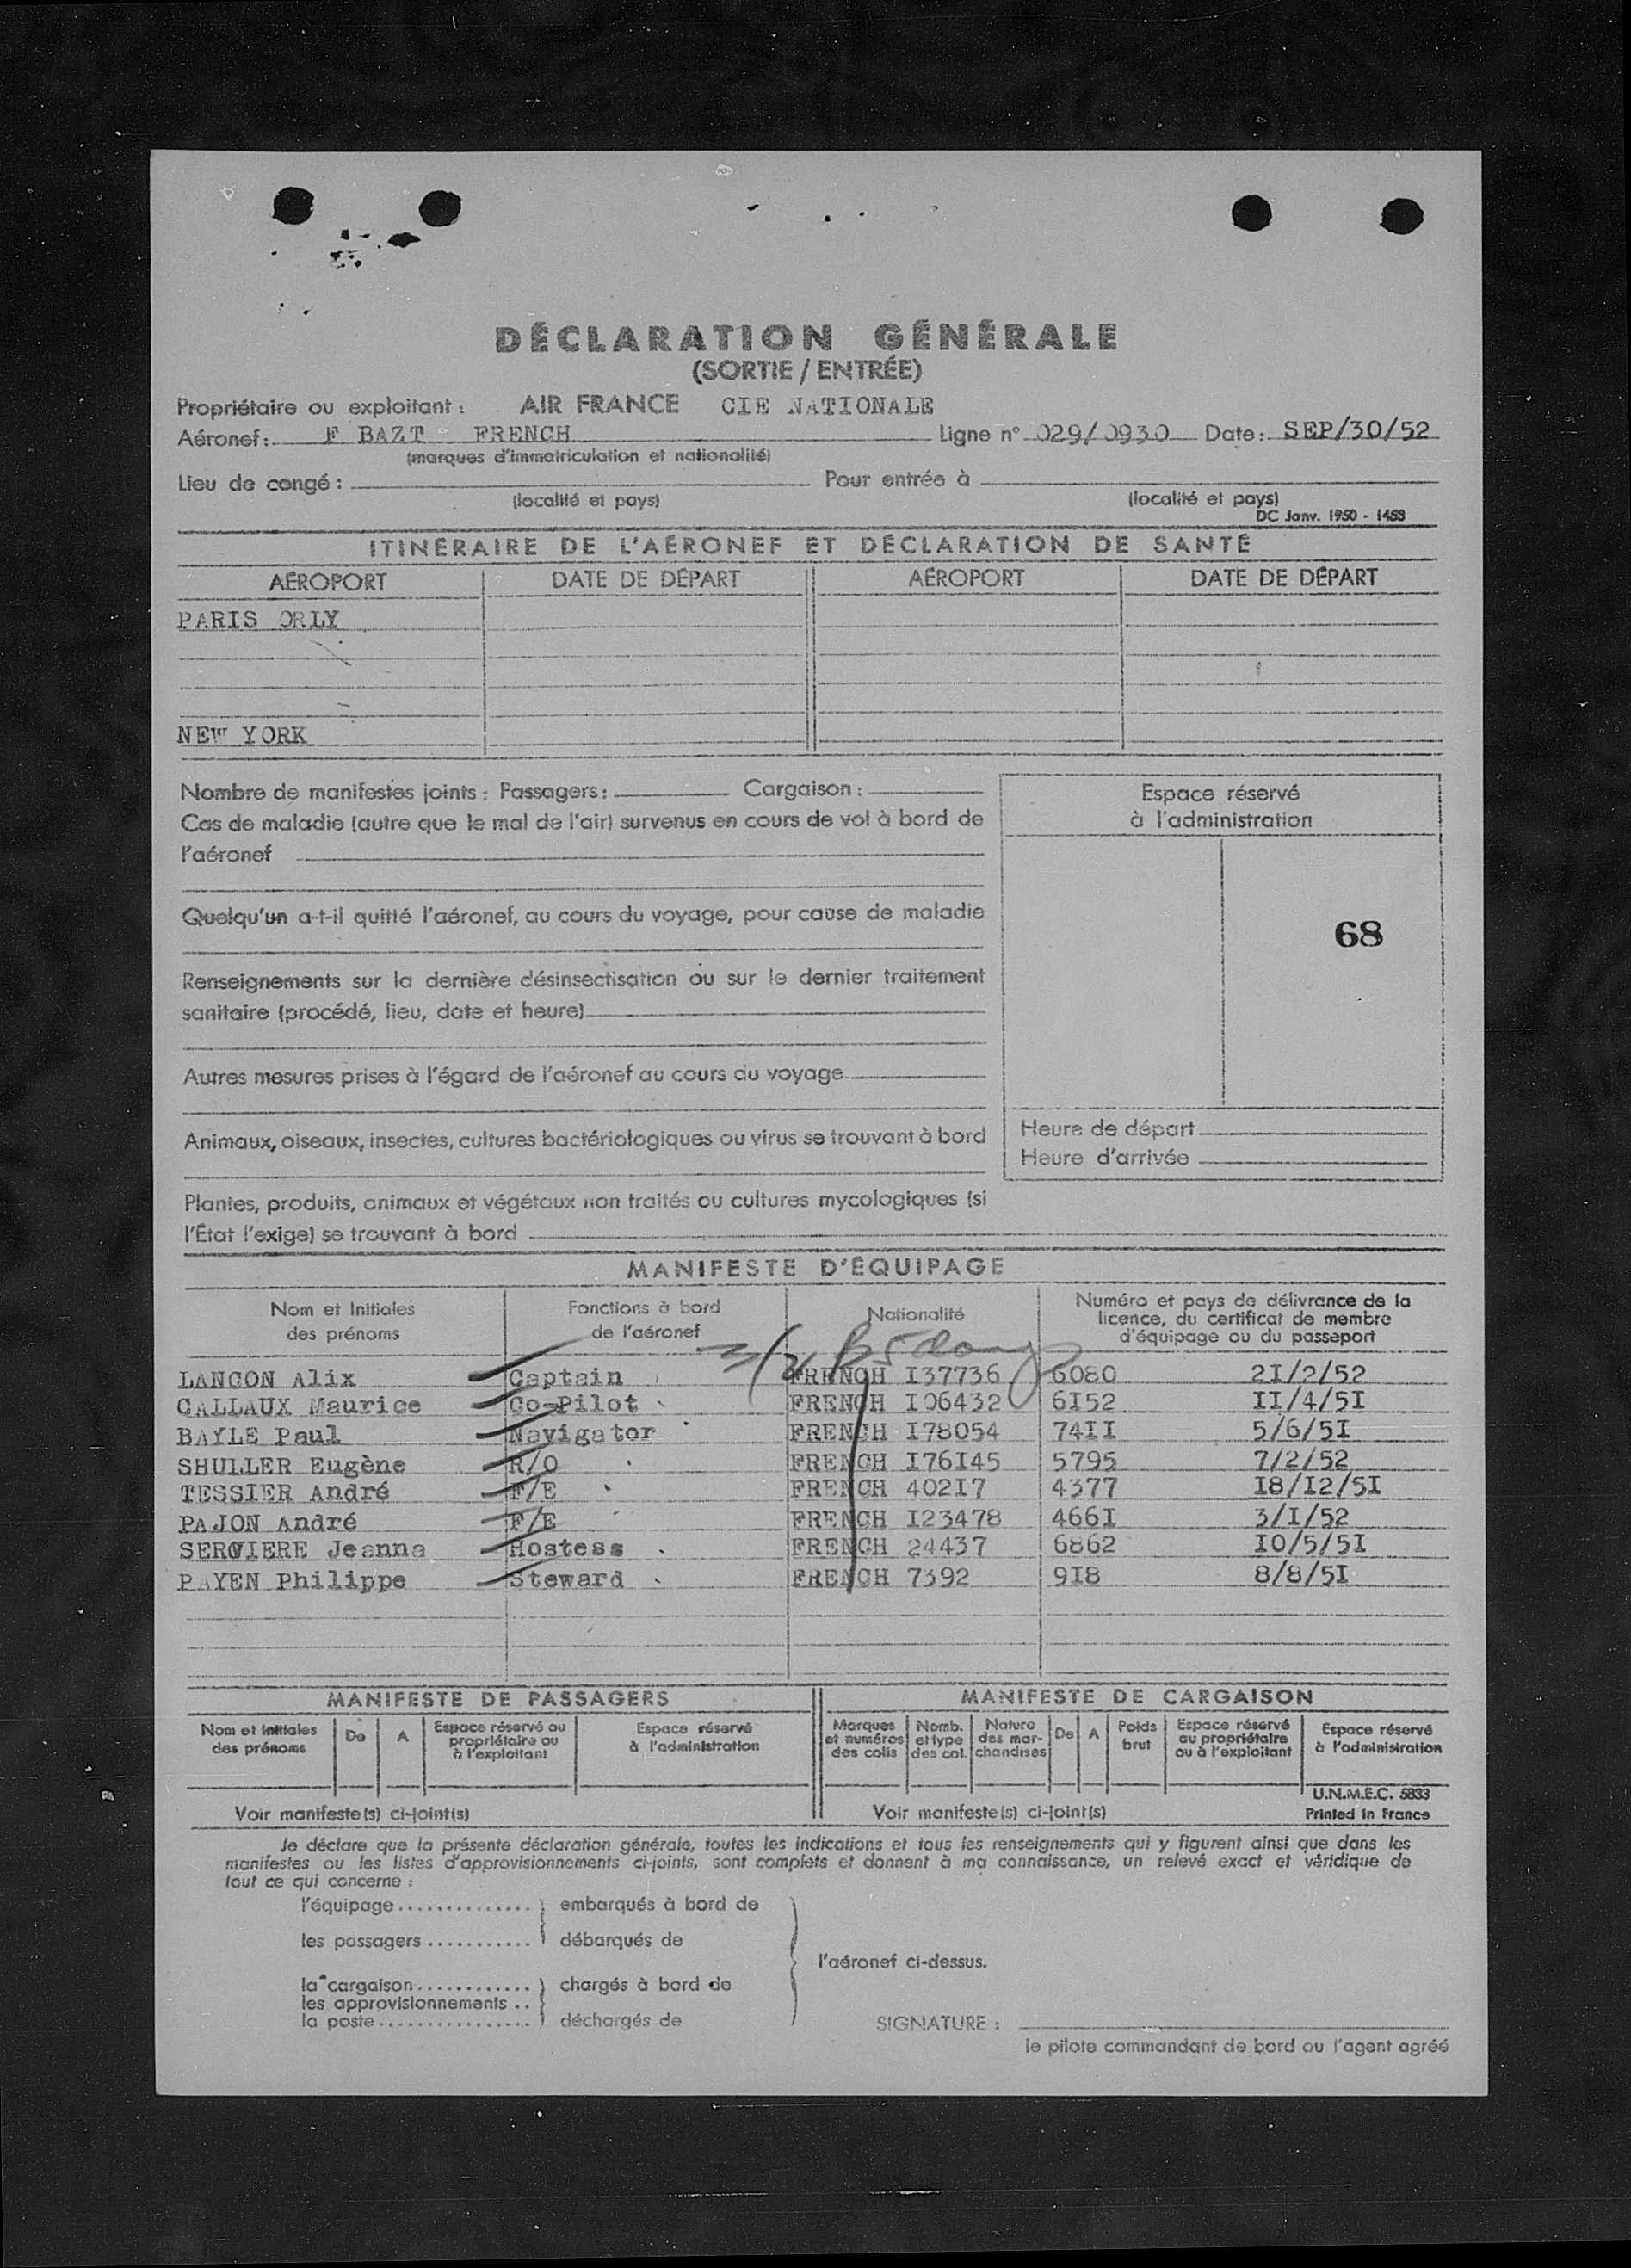 DÉCLARATION GÉNÉRALE
(SORTIE / ENTRÉE)
Propriétaire ou exploitant : AIR FRANCE CIE NATIONALE
Aéronef : F BAZT FRENCH Ligne n° 029/0930 Date : SEP/30/52
(marques d'immatriculation et nationalité)
Lieu de congé : Pour entrée à
(localité et pays) (localité et pays)
DC Janv. 1950 - 1453
ITINÉRAIRE DE L'AÉRONEF ET DÉCLARATION DE SANTÉ
AÉROPORT DATE DE DÉPART AÉROPORT DATE DE DÉPART
PARIS ORLY
NEW YORK
Nombre de manifestes joints : Passagers : Cargaison :
Cas de maladie (autre que le mal de l'air) survenus en cours de vol à bord de
l'aéronef
Quelqu'un a-t-il quitté l'aéronef, au cours du voyage, pour cause de maladie
Renseignements sur la dernière désinsectisation ou sur le dernier traitement
sanitaire (procédé, lieu, date et heure)
Autres mesures prises à l'égard de l'aéronef au cours du voyage
Animaux, oiseaux, insectes, cultures bactériologiques ou virus se trouvant à bord
Plantes, produits, animaux et végétaux non traités ou cultures mycologiques (si
l'État l'exige) se trouvant à bord
Espace réservé
à l'administration
68
Heure de départ
Heure d'arrivée
MANIFESTE D'ÉQUIPAGE
Nom et Initiales
des prénoms
Fonctions à bord
de l'aéronef
Nationalité
Numéro et pays de délivrance de la
licence, du certificat de membre
d'équipage ou du passeport
LANCON Alix Captain FRENCH I37736 6080 2I/2/52
CALLAUX Maurice Co-Pilot FRENCH I06432 6I52 II/4/5I
BAYLE Paul Navigator FRENCH I78054 74II 5/6/5I
SHULLER Eugène R/O FRENCH I76I45 5795 7/2/52
TESSIER André F/E FRENCH 402I7 4377 I8/I2/5I
PAJON André F/E FRENCH I23478 466I 3/I/52
SERVIERE Jeanna Hostess FRENCH 24437 6862 I0/5/5I
PAYEN Philippe Steward FRENCH 7392 9I8 8/8/5I
MANIFESTE DE PASSAGERS
Nom et Initiales
des prénoms
De
A
Espace réservé au
propriétaire ou
à l'exploitant
Espace réservé
à l'administration
Voir manifeste(s) ci-joint(s)
MANIFESTE DE CARGAISON
Marques
et numéros
des colis
Nomb.
et type
des col.
Nature
des mar-
chandises
De
A
Poids
brut
Espace réservé
au propriétaire
ou à l'exploitant
Espace réservé
à l'administration
U.N.M.E.C. 5833
Voir manifeste(s) ci-joint(s)
Printed in France
Je déclare que la présente déclaration générale, toutes les indications et tous les renseignements qui y figurent ainsi que dans les
manifestes ou les listes d'approvisionnements ci-joints, sont complets et donnent à ma connaissance, un relevé exact et véridique de
tout ce qui concerne :
l'équipage .............. embarqués à bord de
les passagers ........... débarqués de
l'aéronef ci-dessus.
la cargaison ............ chargés à bord de
les approvisionnements ..
la poste ................ déchargés de
SIGNATURE :
le pilote commandant de bord ou l'agent agréé